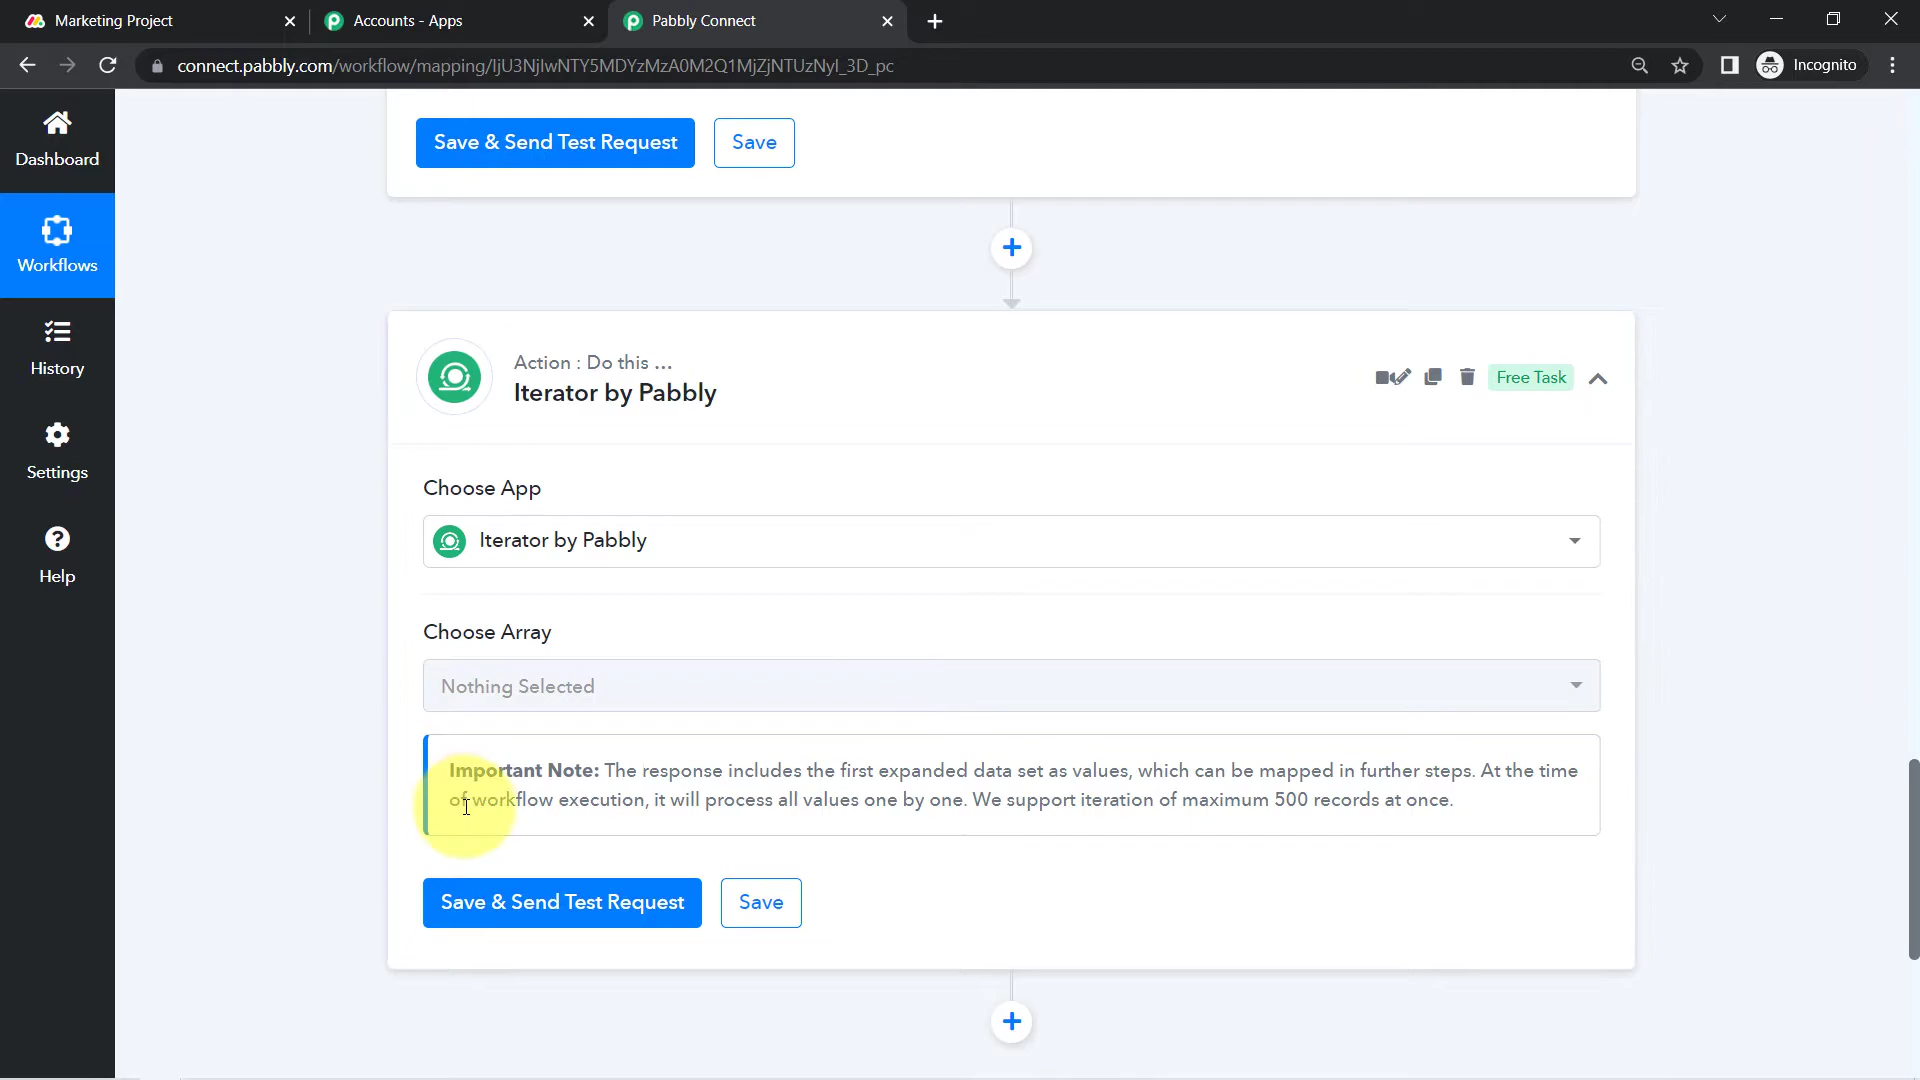 Marketing Project
Accounts - Apps
Pabbly Connect
connect.pabbly.com/workflow/mapping/IjU3NjIwNTY5MDYzMzA0M2Q1MjZjNTUzNyI_3D_pc
Incognito
Dashboard
Workflows
History
Settings
Help
Save & Send Test Request
Save
Action : Do this ...
Iterator by Pabbly
Free Task
Choose App
Iterator by Pabbly
Choose Array
Nothing Selected
Important Note: The response includes the first expanded data set as values, which can be mapped in further steps. At the time
of workflow execution, it will process all values one by one. We support iteration of maximum 500 records at once.
Save & Send Test Request
Save